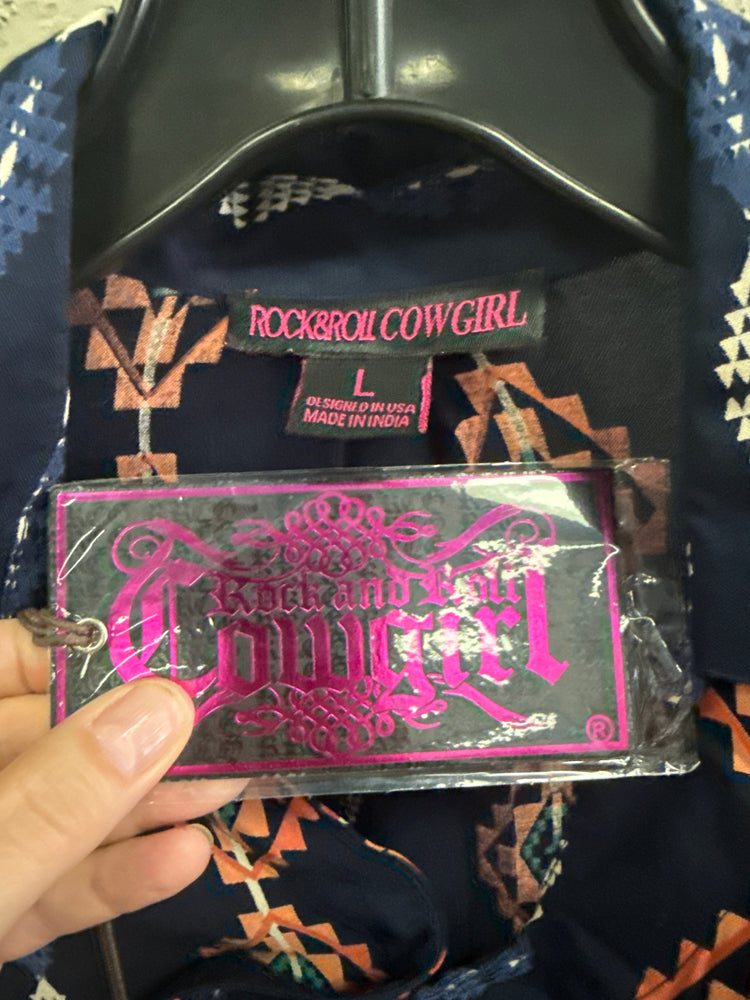 ROCK&ROLL COWGIRL
L
DESIGNED IN USA
MADE IN INDIA
Rock and Roll
Cowgirl
®